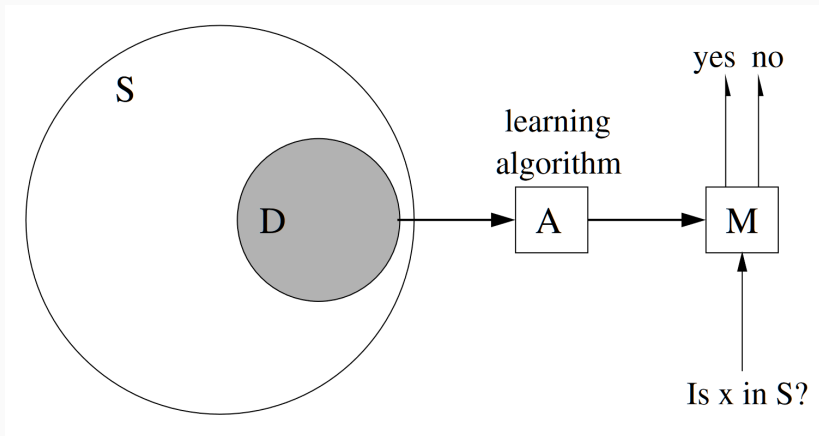 S
D
learning
algorithm
A
yes no
M
Is x in S?